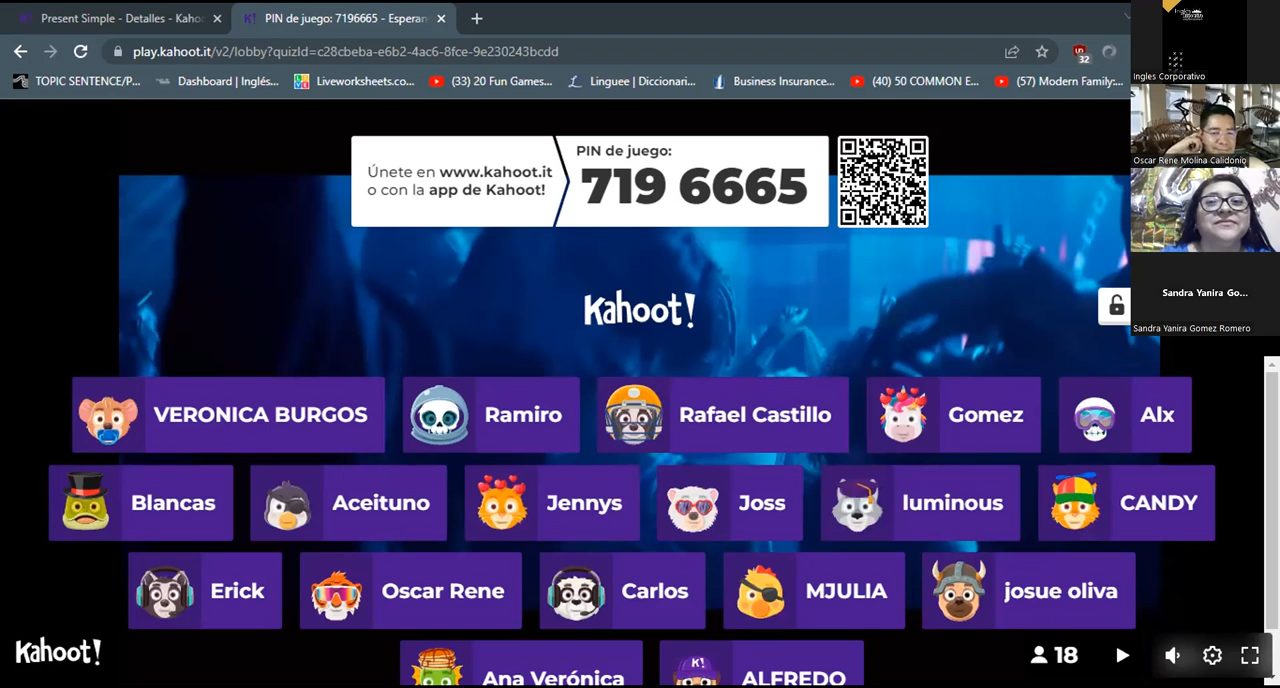 Present Simple - Detalles - Kahoo
PIN de juego: 7196665 - Esperan
play.kahoot.it/v2/lobby?quizId=c28cbeba-e6b2-4ac6-8fce-9e230243bcdd
32
TOPIC SENTENCE/P...
Dashboard | Inglés...
Liveworksheets.co...
(33) 20 Fun Games...
Linguee | Diccionari...
Business Insurance...
(40) 50 COMMON E...
(57) Modern Family:...
Ingles Corporativo
Oscar Rene Molina Calidonio
Sandra Yanira Go...
Sandra Yanira Gomez Romero
Únete en www.kahoot.it
o con la app de Kahoot!
PIN de juego:
719 6665
Kahoot!
VERONICA BURGOS
Ramiro
Rafael Castillo
Gomez
Alx
Blancas
Aceituno
Jennys
Joss
luminous
CANDY
Erick
Oscar Rene
Carlos
MJULIA
josue oliva
Ana Verónica
K!
ALFREDO
Kahoot!
18